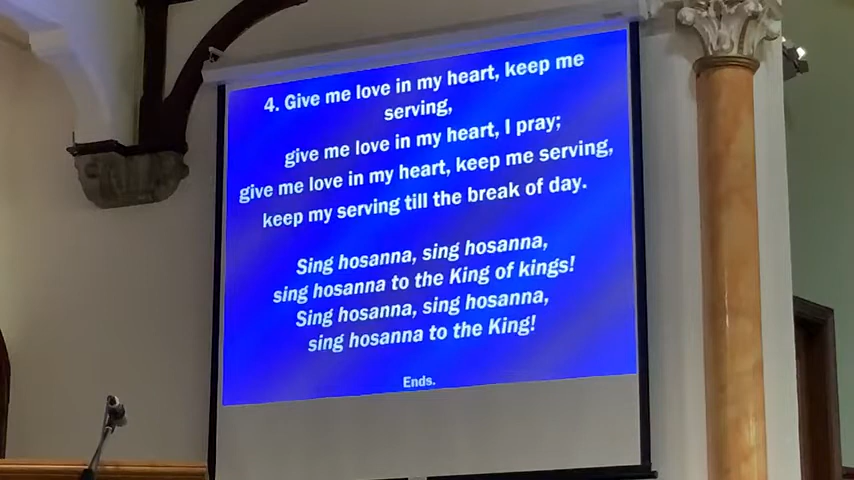 4. Give me love in my heart, keep me
serving,
give me love in my heart, I pray;
give me love in my heart, keep me serving,
keep my serving till the break of day.
Sing hosanna, sing hosanna,
sing hosanna to the King of kings!
Sing hosanna, sing hosanna,
sing hosanna to the King!
Ends.